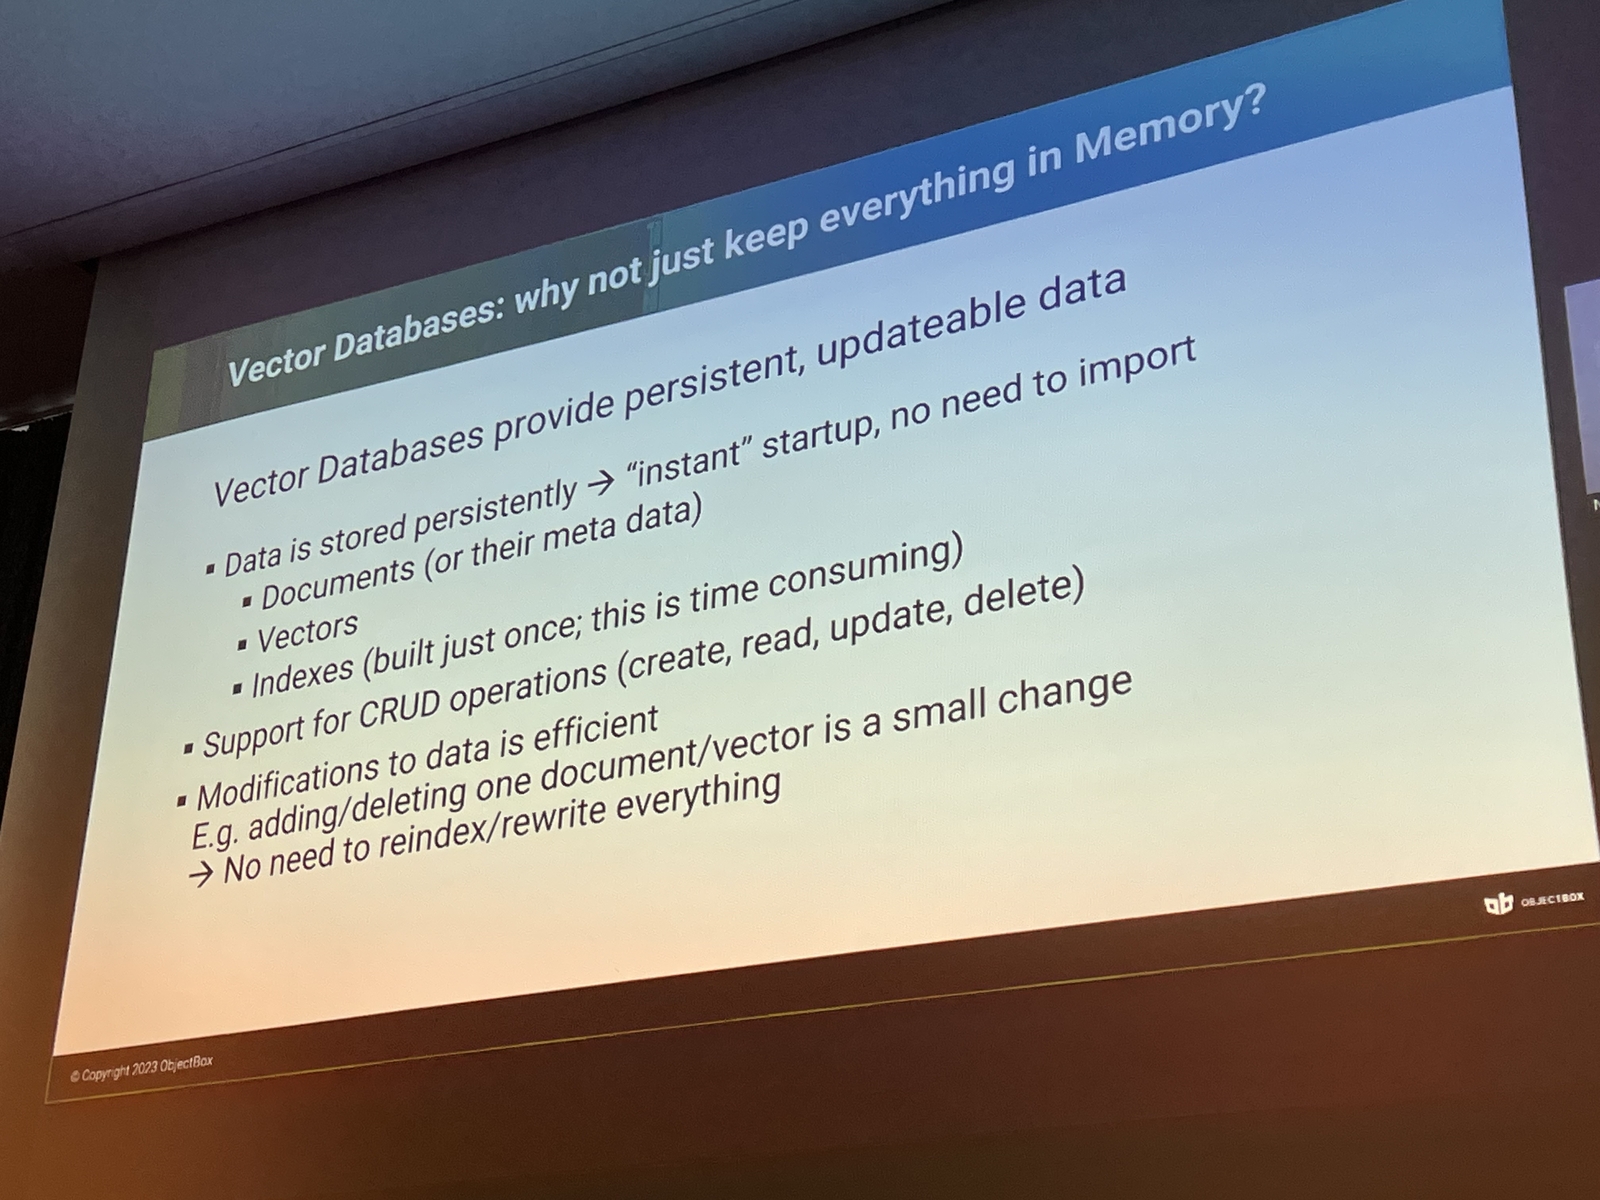 Vector Databases: why not just keep everything in Memory?
Vector Databases provide persistent, updateable data
▪ Data is stored persistently → “instant” startup, no need to import
▪ Documents (or their meta data)
▪ Vectors
▪ Indexes (built just once; this is time consuming)
▪ Support for CRUD operations (create, read, update, delete)
▪ Modifications to data is efficient
E.g. adding/deleting one document/vector is a small change
→ No need to reindex/rewrite everything
OBJECTBOX
© Copyright 2023 ObjectBox